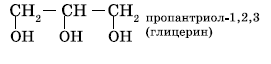 CH₂ — CH — CH₂ пропантриол-1,2,3
OH OH OH (глицерин)